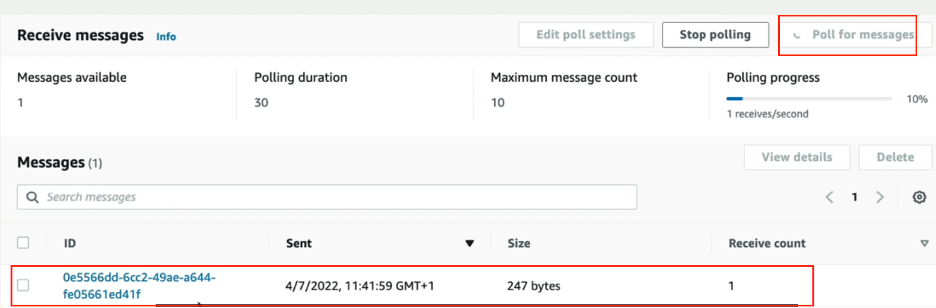 Receive messages Info Edit poll settings Stop polling Poll for messages
Messages available Polling duration Maximum message count Polling progress
1 30 10 10%
1 receives/second
Messages (1) View details Delete
Search messages 1
ID Sent Size Receive count
0e5566dd-6cc2-49ae-a644-
fe05661ed41f 4/7/2022, 11:41:59 GMT+1 247 bytes 1